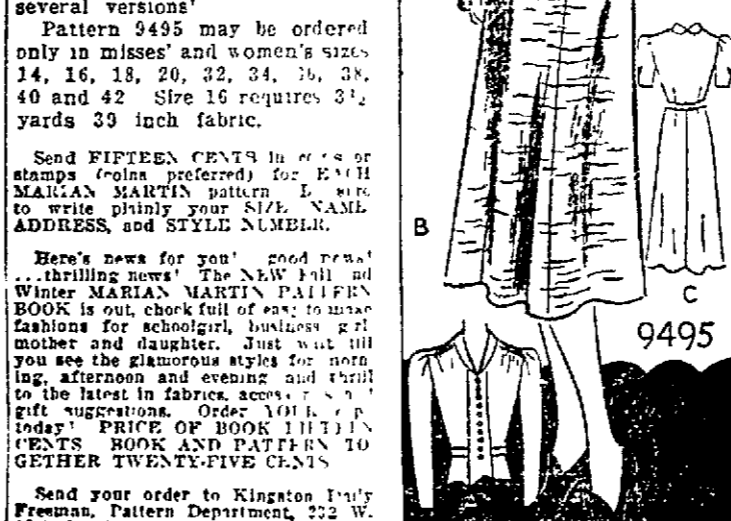 several versions!
Pattern 9495 may be ordered
only in misses' and women's sizes
14, 16, 18, 20, 32, 34, 36, 38,
40 and 42 Size 16 requires 3½
yards 39 inch fabric.
Send FIFTEEN CENTS in coins or
stamps (coins preferred) for EACH
MARIAN MARTIN pattern Be sure
to write plainly your SIZE NAME
ADDRESS, and STYLE NUMBER.
Here's news for you! good news!
...thrilling news! The NEW Fall and
Winter MARIAN MARTIN PATTERN
BOOK is out, chock full of easy to make
fashions for schoolgirl, business girl
mother and daughter. Just wait till
you see the glamorous styles for morn
ing, afternoon and evening and thrill
to the latest in fabrics,
gift suggestions. Order YOUR
today! PRICE OF BOOK FIFTEEN
CENTS BOOK AND PATTERN TO
GETHER TWENTY-FIVE CENTS
Send your order to Kingston Daily
Freeman, Pattern Department, 232 W.
B
C
9495